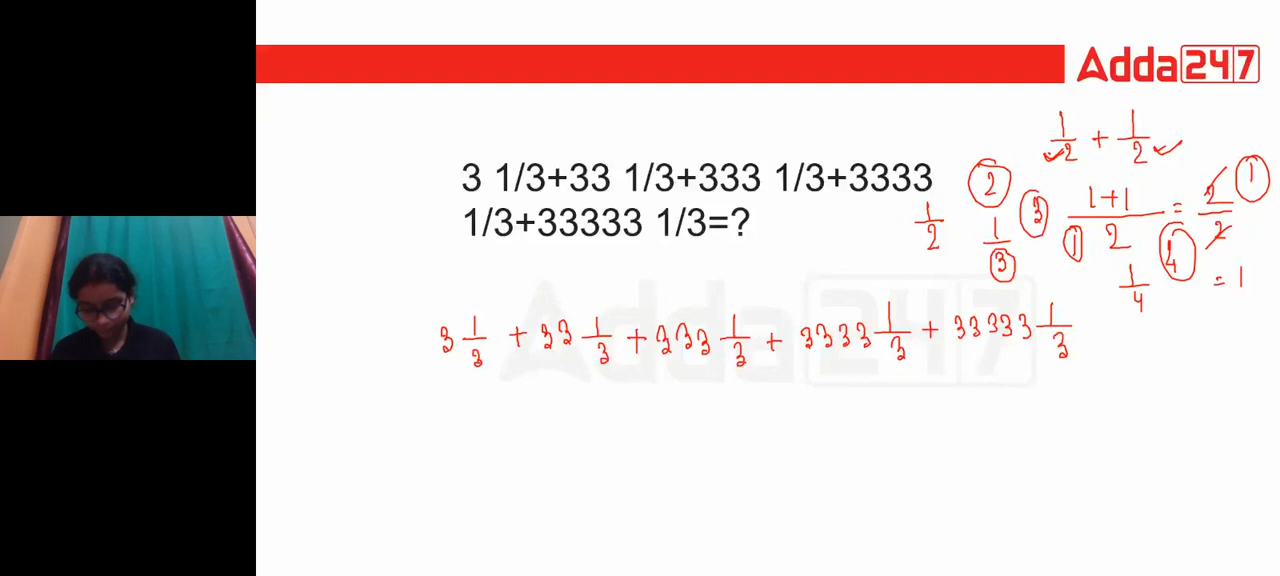 Adda247
3 1/3+33 1/3+333 1/3+3333
1/3+33333 1/3=?
1/2 + 1/2
2
1/2 1/3 3 1+1/2 = 2/2 1
1 4
1/4 = 1
3 1/3 + 33 1/3 + 333 1/3 + 3333 1/3 + 33333 1/3
Adda247